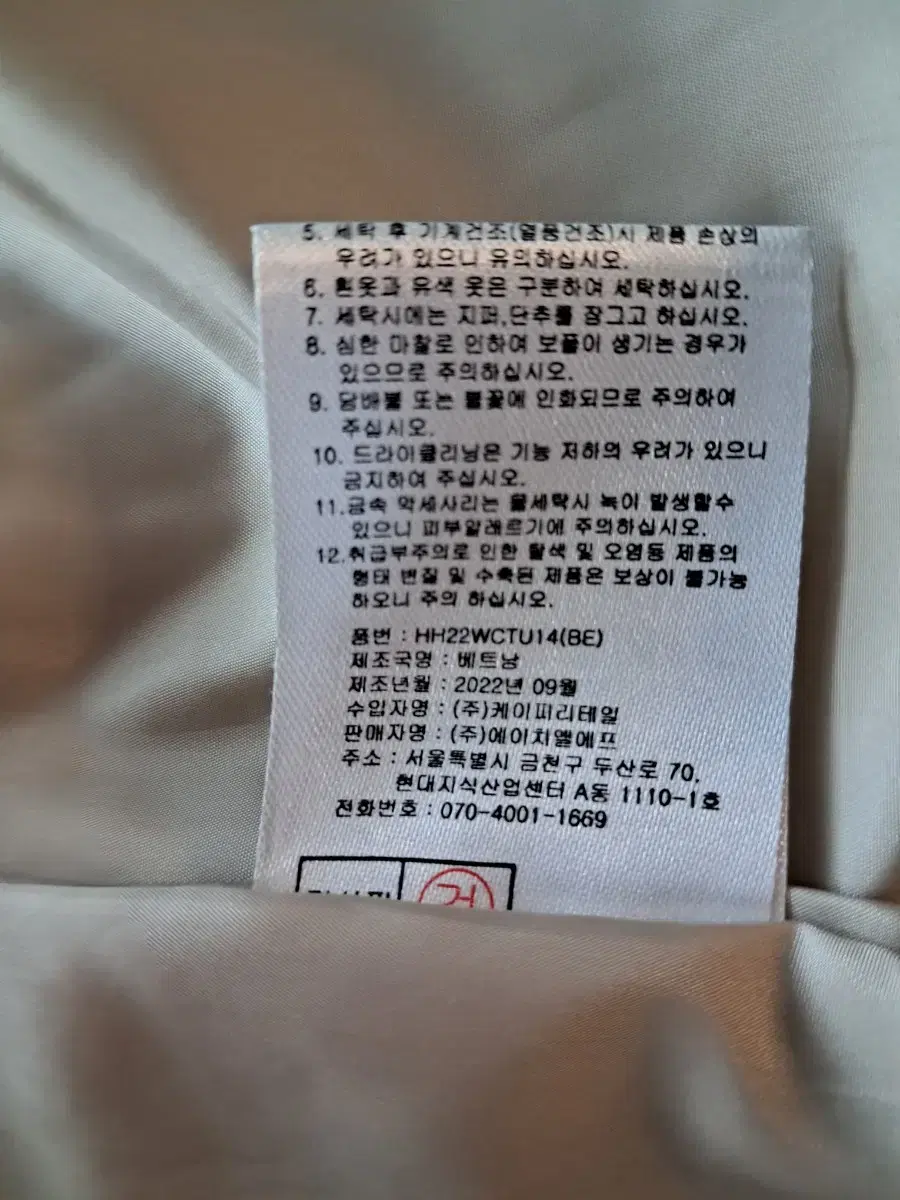 5. 세탁 후 기계건조(열풍건조)시 제품 손상의
우려가 있으니 유의하십시오.
6. 흰옷과 유색 옷은 구분하여 세탁하십시오.
7. 세탁시에는 지퍼,단추를 잠그고 하십시오.
8. 심한 마찰로 인하여 보풀이 생기는 경우가
있으므로 주의하십시오.
9. 담배불 또는 불꽃에 인화되므로 주의하여
주십시오.
10. 드라이클리닝은 기능 저하의 우려가 있으니
금지하여 주십시오.
11.금속 악세사리는 물세탁시 녹이 발생할수
있으니 피부알레르기에 주의하십시오.
12.취급부주의로 인한 탈색 및 오염등 제품의
형태 변질 및 수축된 제품은 보상이 불가능
하오니 주의 하십시오.
품번 : HH22WCTU14(BE)
제조국명 : 베트남
제조년월 : 2022년 09월
수입자명 : (주)케이피리테일
판매자명 : (주)에이치엘에프
주소 : 서울특별시 금천구 두산로 70,
현대지식산업센터 A동 1110-1호
전화번호 : 070-4001-1669